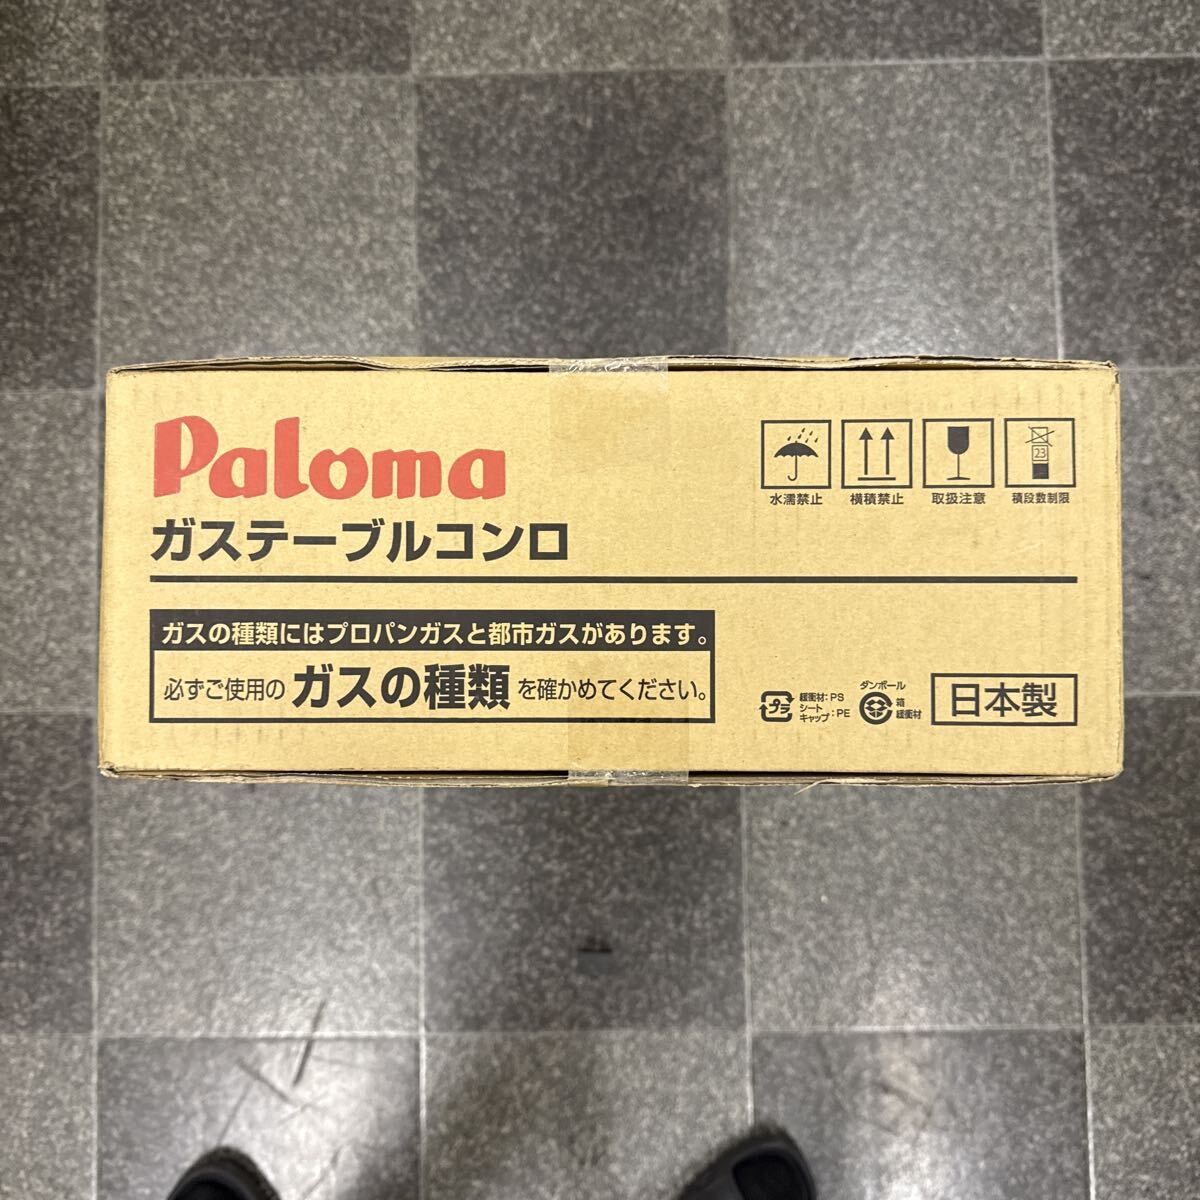 Paloma
ガステーブルコンロ
23
水濡禁止 横積禁止 取扱注意 積段数制限
ガスの種類にはプロパンガスと都市ガスがあります。
必ずご使用の ガスの種類 を確かめてください。
プラ
緩衝材：PS
シート
キャップ：PE
ダンボール
箱
緩衝材
日本製